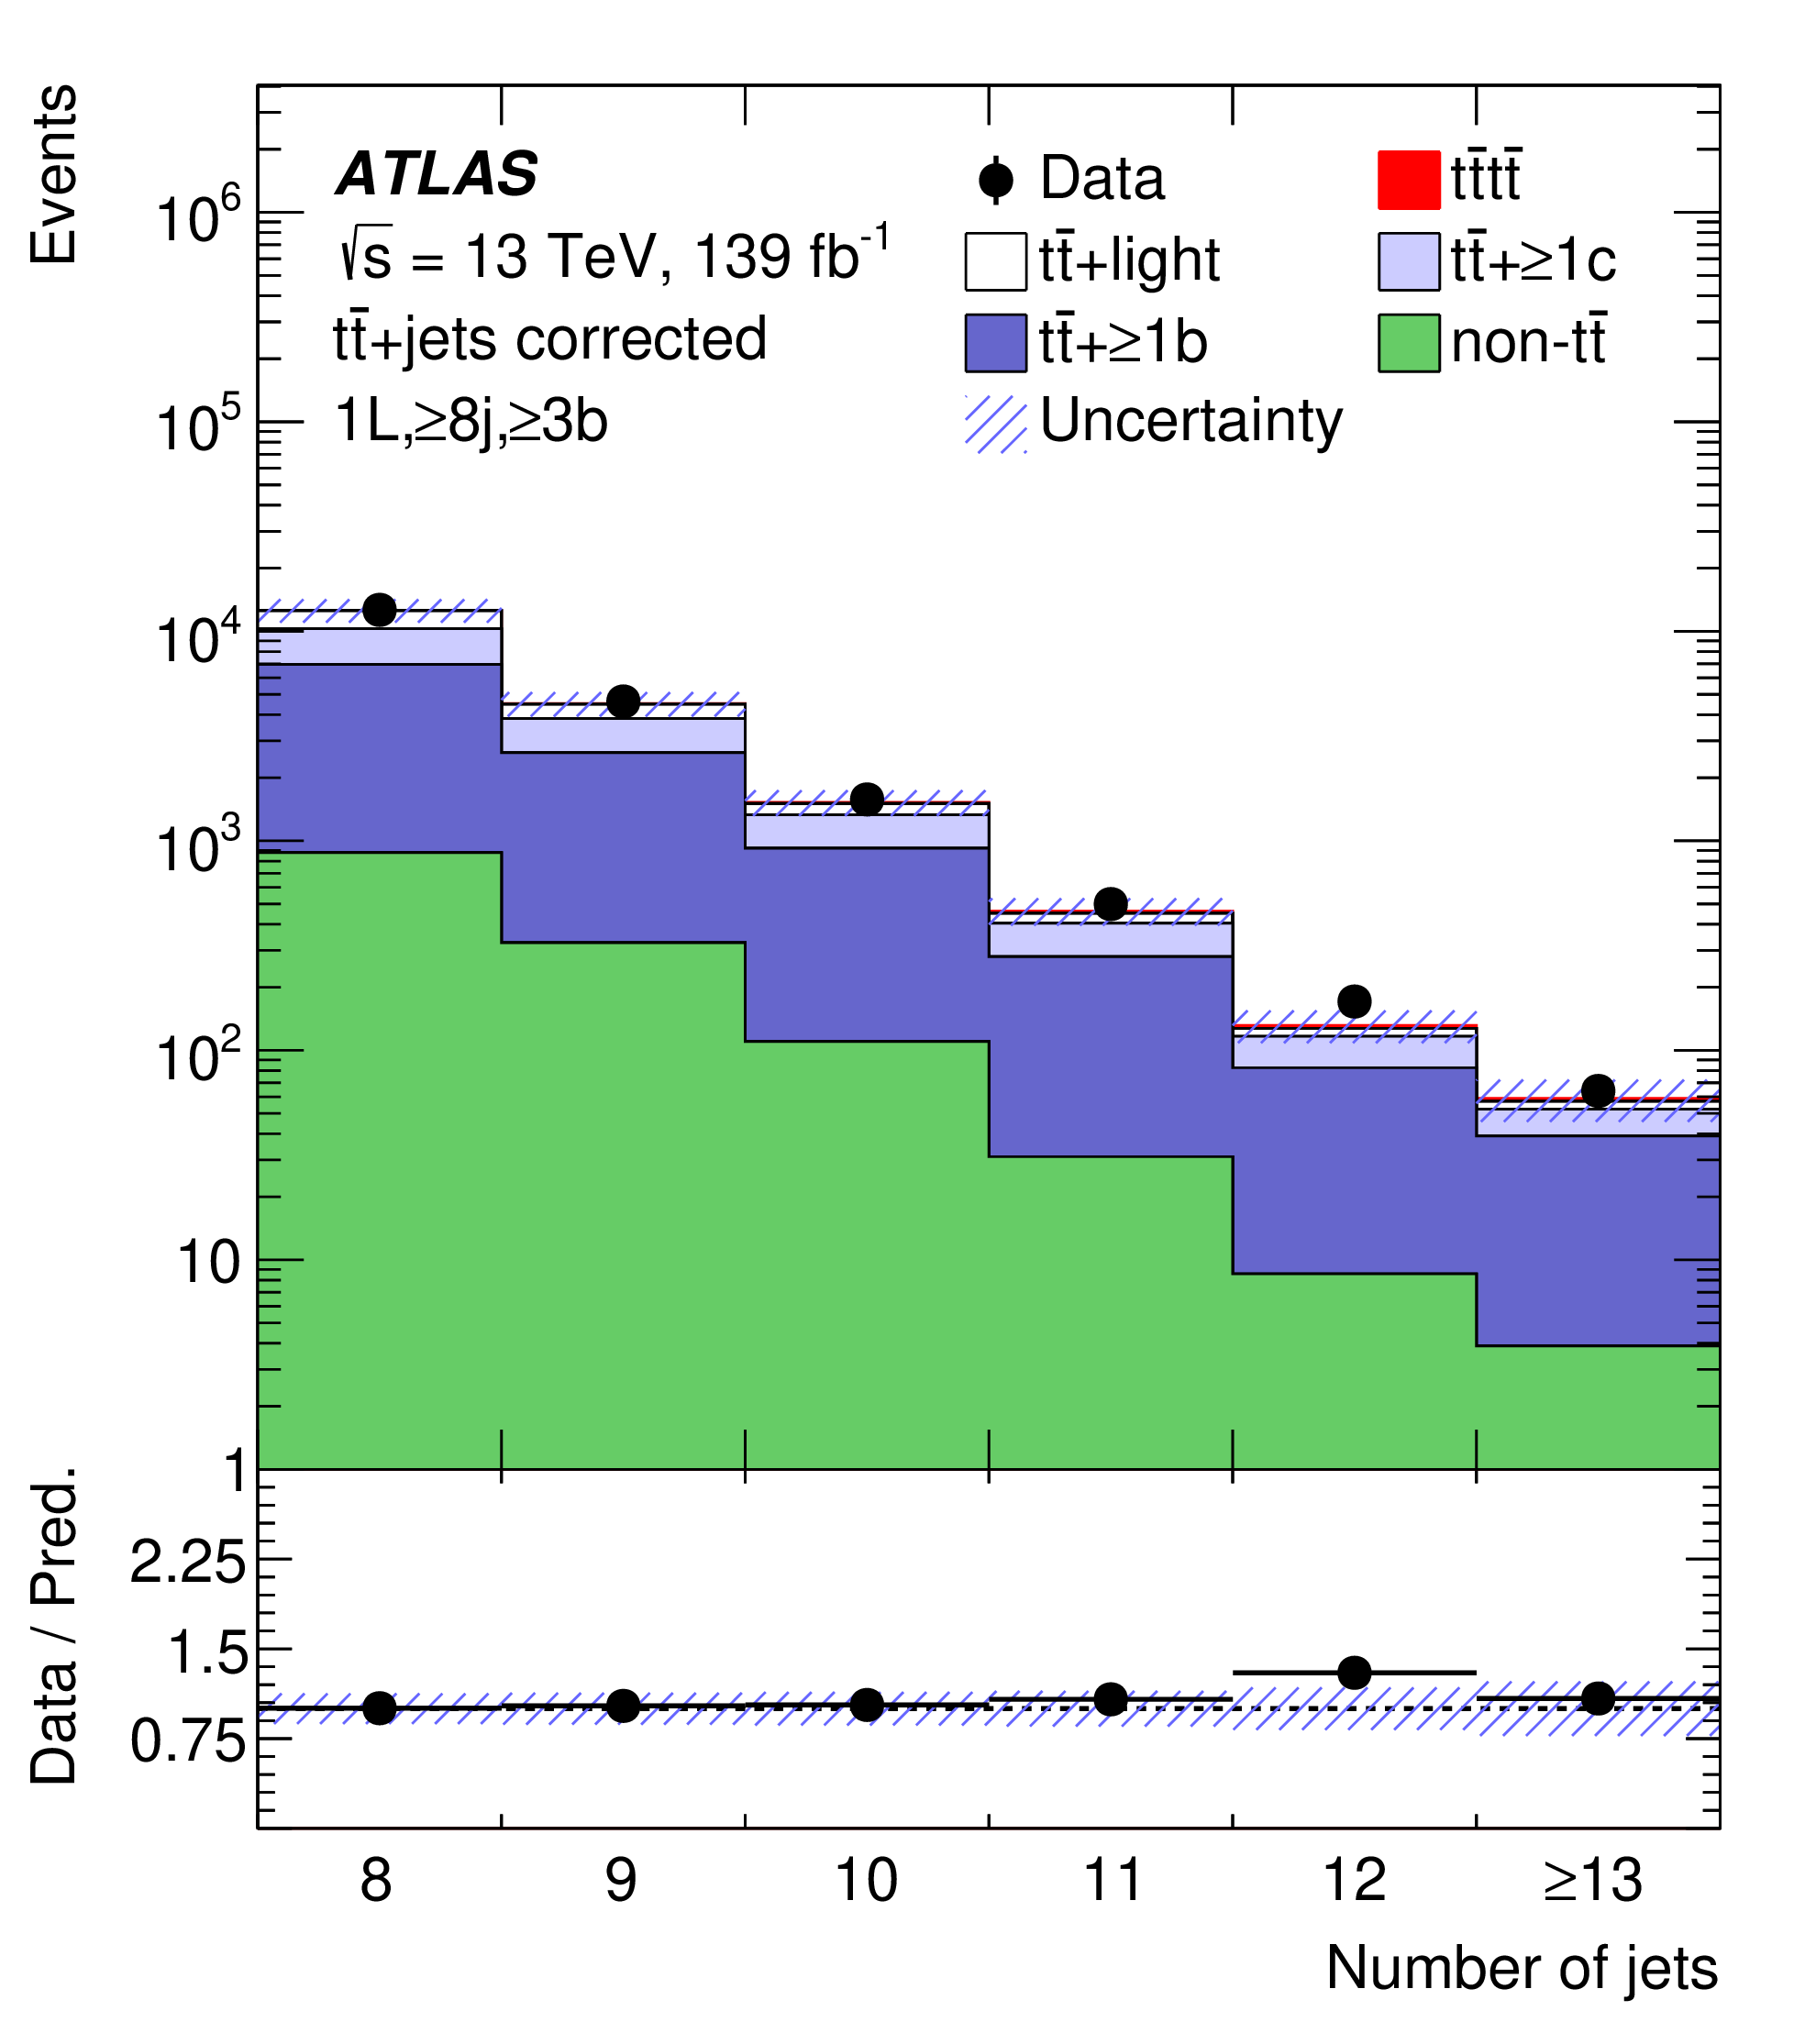 Events
10⁶
10⁵
10⁴
10³
10²
10
1
ATLAS
√s = 13 TeV, 139 fb⁻¹
tt̄+jets corrected
1L,≥8j,≥3b
Data
tt̄tt̄
tt̄+light
tt̄+≥1c
tt̄+≥1b
non-tt̄
Uncertainty
Data / Pred.
2.25
1.5
0.75
8 9 10 11 12 ≥13
Number of jets